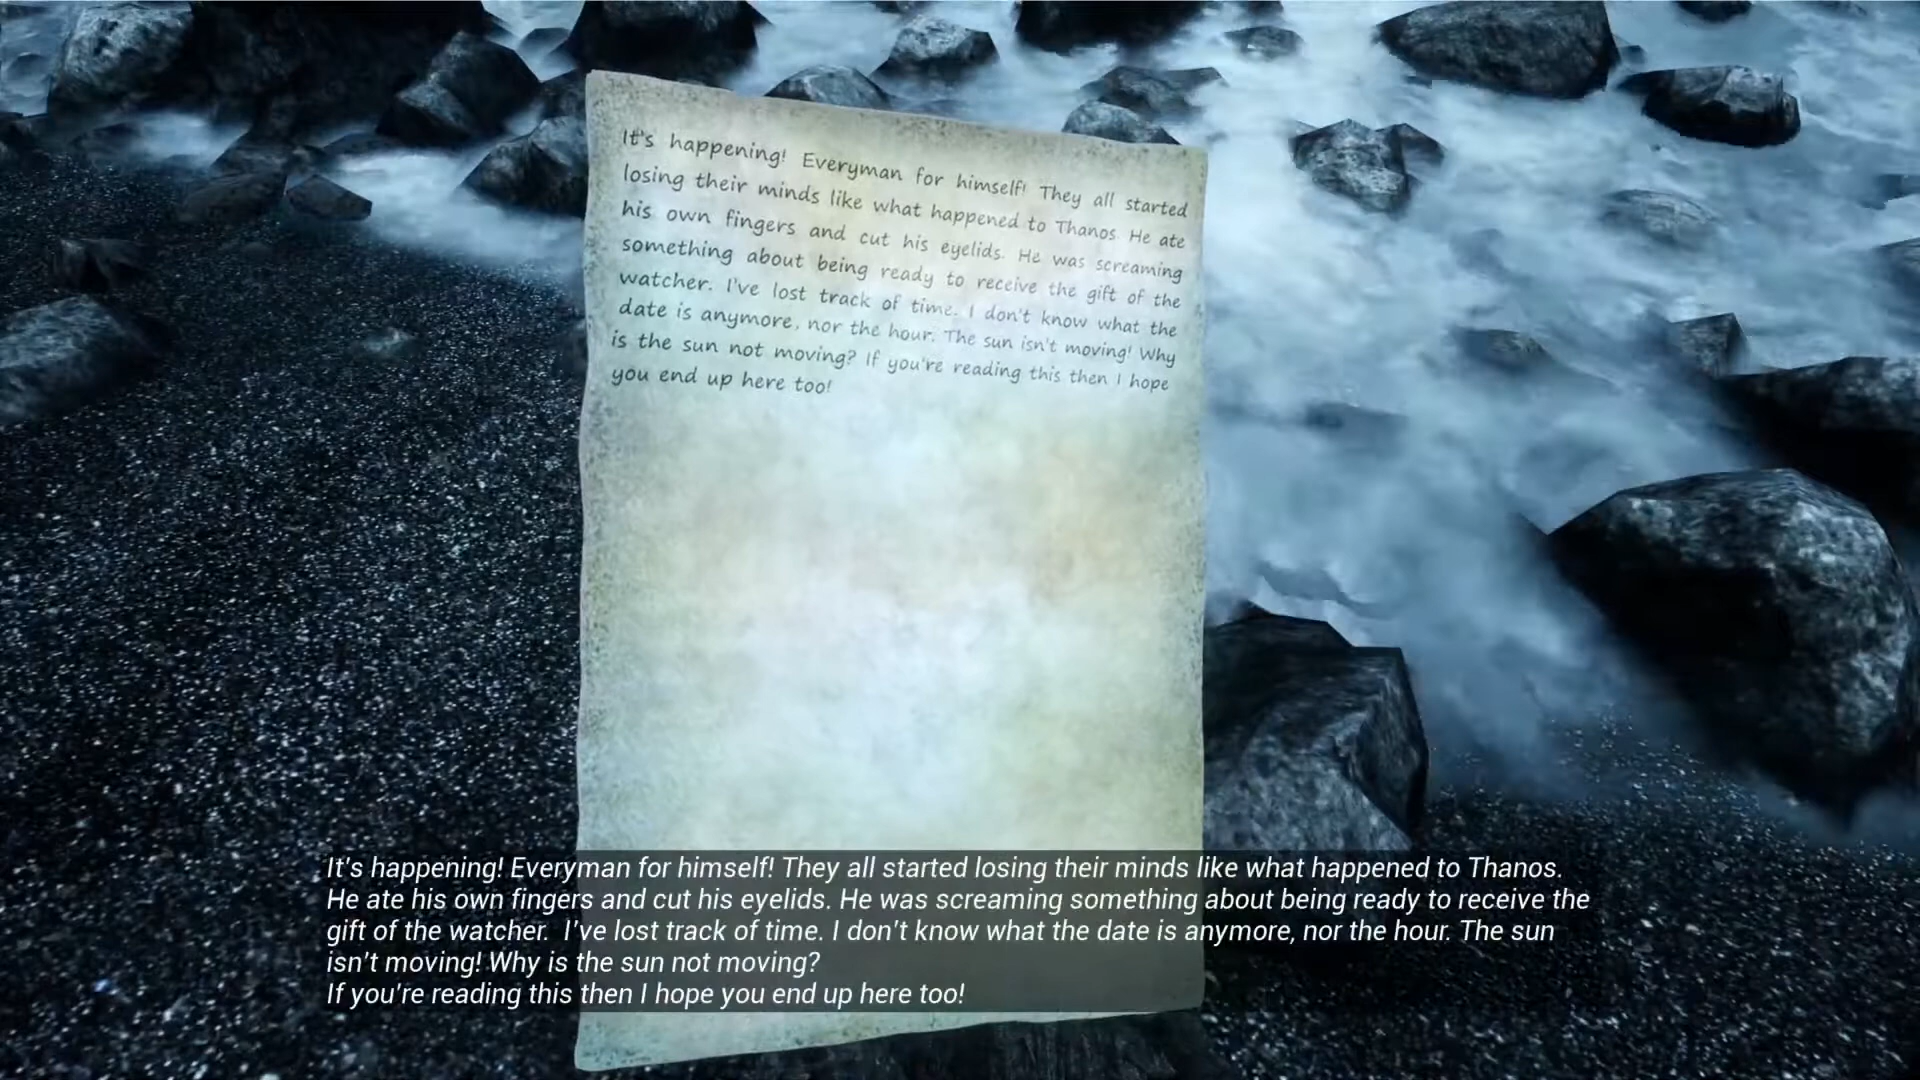 It's happening! Everyman for himself! They all started
losing their minds like what happened to Thanos. He ate
his own fingers and cut his eyelids. He was screaming
something about being ready to receive the gift of the
watcher. I've lost track of time. I don't know what the
date is anymore, nor the hour. The sun isn't moving! Why
is the sun not moving? If you're reading this then I hope
you end up here too!
It's happening! Everyman for himself! They all started losing their minds like what happened to Thanos.
He ate his own fingers and cut his eyelids. He was screaming something about being ready to receive the
gift of the watcher.  I've lost track of time. I don't know what the date is anymore, nor the hour. The sun
isn't moving! Why is the sun not moving?
If you're reading this then I hope you end up here too!